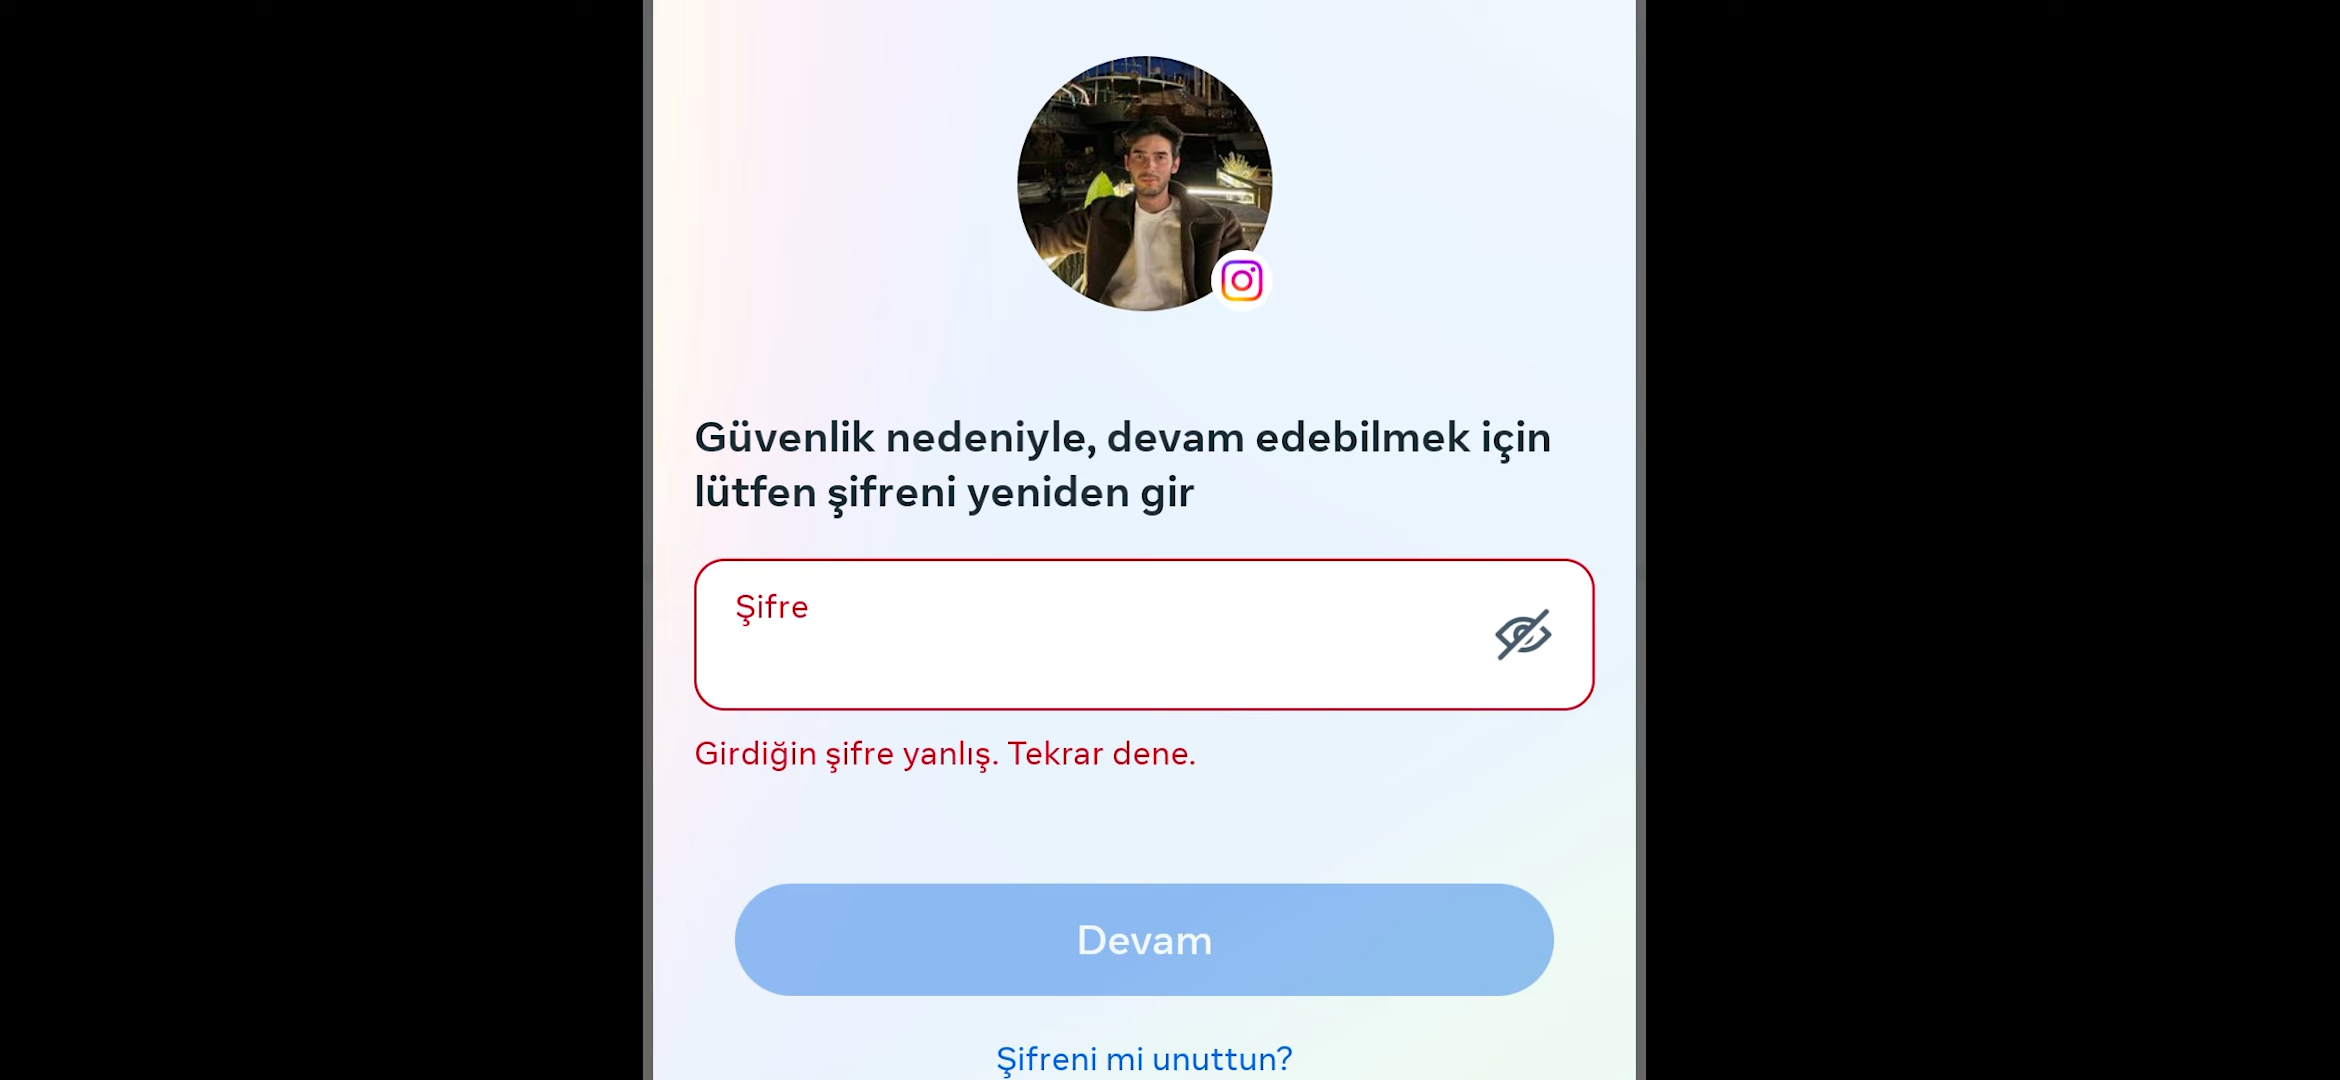 Güvenlik nedeniyle, devam edebilmek için
lütfen şifreni yeniden gir
Şifre
Girdiğin şifre yanlış. Tekrar dene.
Devam
Şifreni mi unuttun?